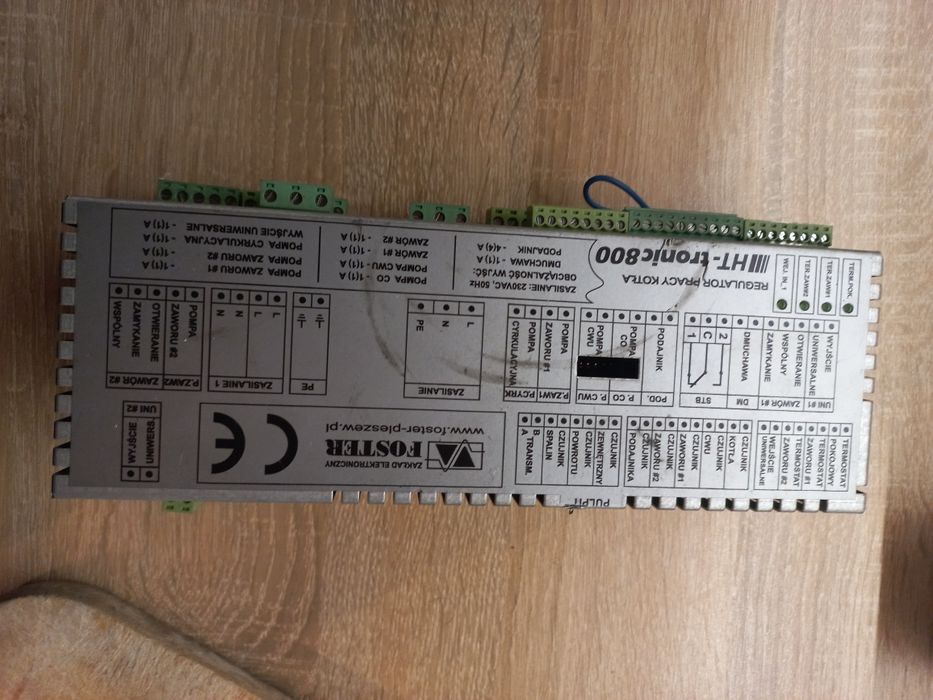 HT-tronic 800
REGULATOR PRACY KOTŁA
ZASILANIE: 230VAC, 50Hz
OBCIĄŻALNOŚĆ WYJŚĆ:
DMUCHAWA - 1(1) A
PODAJNIK - 4(4) A
POMPA CO - 1(1) A
POMPA CWU - 1(1) A
ZAWÓR #1 - 1(1) A
ZAWÓR #2 - 1(1) A
POMPA ZAWORU #1
POMPA ZAWORU #2
POMPA CYRKULACYJNA - 1(1) A
WYJŚCIE UNIWERSALNE - 1(1) A
TERM.POK.
TER.ZAW#1
TER.ZAW#2
WEJ. IN_1
WYJŚCIE
UNIWERSALNE
UNI #1
OTWIERANIE
WSPÓLNY
ZAMYKANIE
ZAWÓR #1
DMUCHAWA
DM
2
C
1
STB
PODAJNIK
POD.
POMPA
CO
P. CO
POMPA
CWU
P. CWU
POMPA
ZAWORU #1
P.ZAW1
POMPA
CYRKULACYJNA
P.CYRK
L
N
PE
ZASILANIE
PE
L
L
N
N
ZASILANIE 1
POMPA
ZAWORU #2
P.ZAW2
OTWIERANIE
ZAMYKANIE
WSPÓLNY
ZAWÓR #2
TERMOSTAT
POKOJOWY
TERMOSTAT
ZAWORU #1
TERMOSTAT
ZAWORU #2
WEJŚCIE
UNIWERSALNE
CZUJNIK
KOTŁA
CZUJNIK
CWU
CZUJNIK
ZAWORU #1
CZUJNIK
ZAWORU #2
CZUJNIK
PODAJNIKA
PULPIT
CZUJNIK
ZEWNĘTRZNY
CZUJNIK
POWROTU
CZUJNIK
SPALIN
B
A
TRANSM.
ZAKŁAD ELEKTRONICZNY
FOSTER
www.foster-pleszew.pl
CE
UNIWERS.
WYJŚCIE
UNI #2